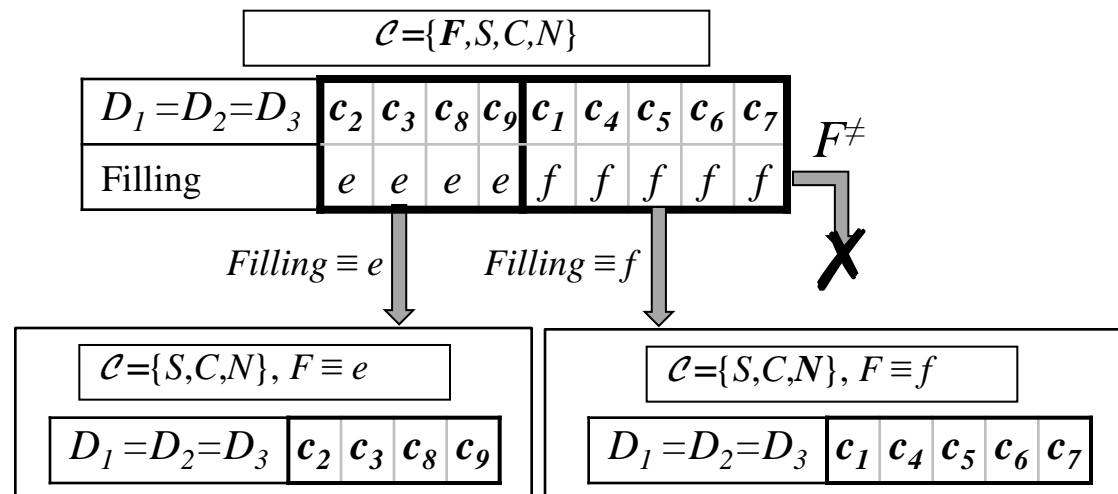 𝒞={F,S,C,N}
D₁=D₂=D₃ c₂ c₃ c₈ c₉ c₁ c₄ c₅ c₆ c₇
Filling e e e e f f f f f
F≠
Filling ≡ e Filling ≡ f
𝒞={S,C,N}, F ≡ e
D₁=D₂=D₃ c₂ c₃ c₈ c₉
𝒞={S,C,N}, F ≡ f
D₁=D₂=D₃ c₁ c₄ c₅ c₆ c₇